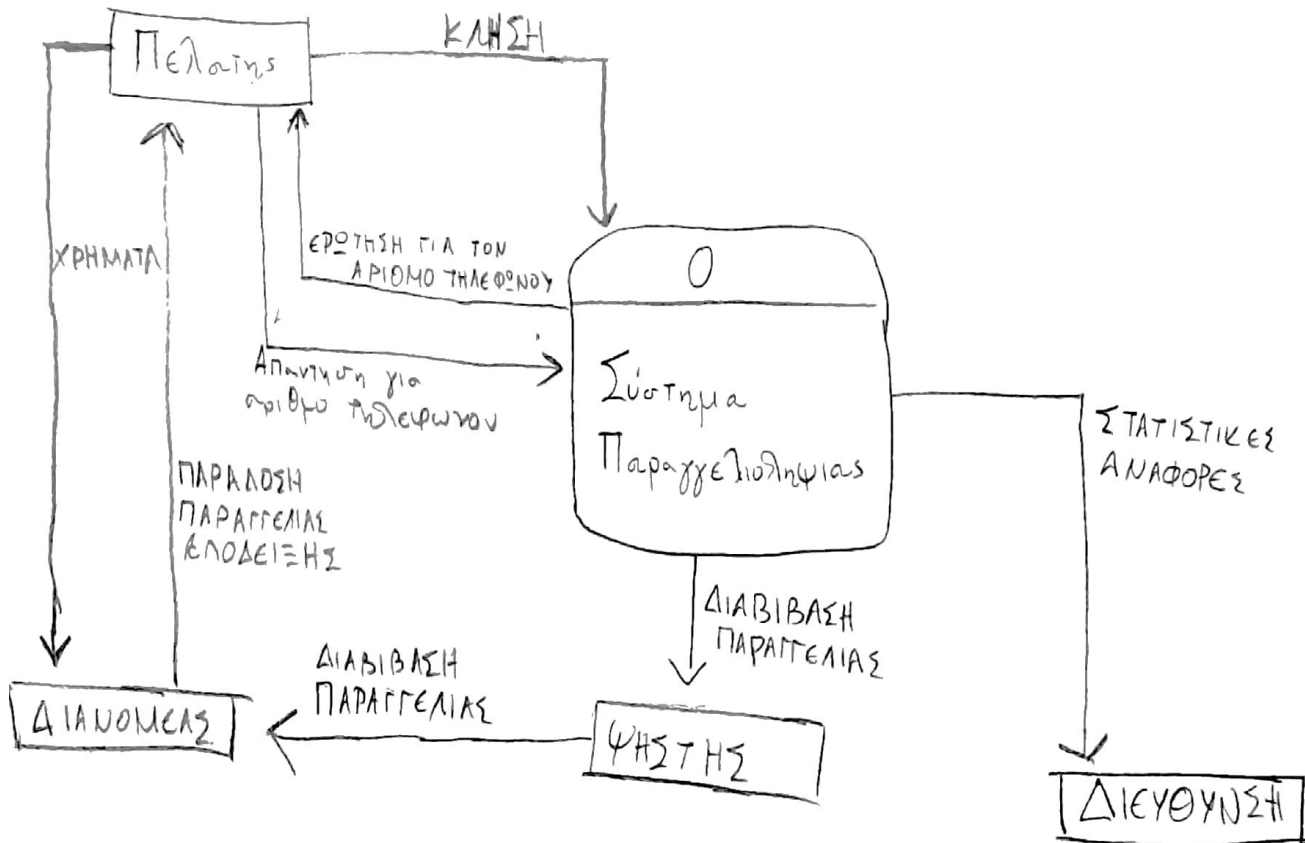 Πελατης
ΚΛΗΣΗ
ΧΡΗΜΑΤΑ
ΕΡΩΤΗΣΗ ΓΙΑ ΤΟΝ
ΑΡΙΘΜΟ ΤΗΛΕΦΩΝΟΥ
0
Απαντηση για
αριθμο τηλεφωνου
Σύστημα
Παραγγελιοληψιας
ΣΤΑΤΙΣΤΙΚΕΣ
ΑΝΑΦΟΡΕΣ
ΠΑΡΑΔΟΣΗ
ΠΑΡΑΓΓΕΛΙΑΣ
ΑΠΟΔΕΙΞΗΣ
ΔΙΑΒΙΒΑΣΗ
ΠΑΡΑΓΓΕΛΙΑΣ
ΔΙΑΒΙΒΑΣΗ
ΠΑΡΑΓΓΕΛΙΑΣ
ΔΙΑΝΟΜΕΑΣ
ΨΗΣΤΗΣ
ΔΙΕΥΘΥΝΣΗ